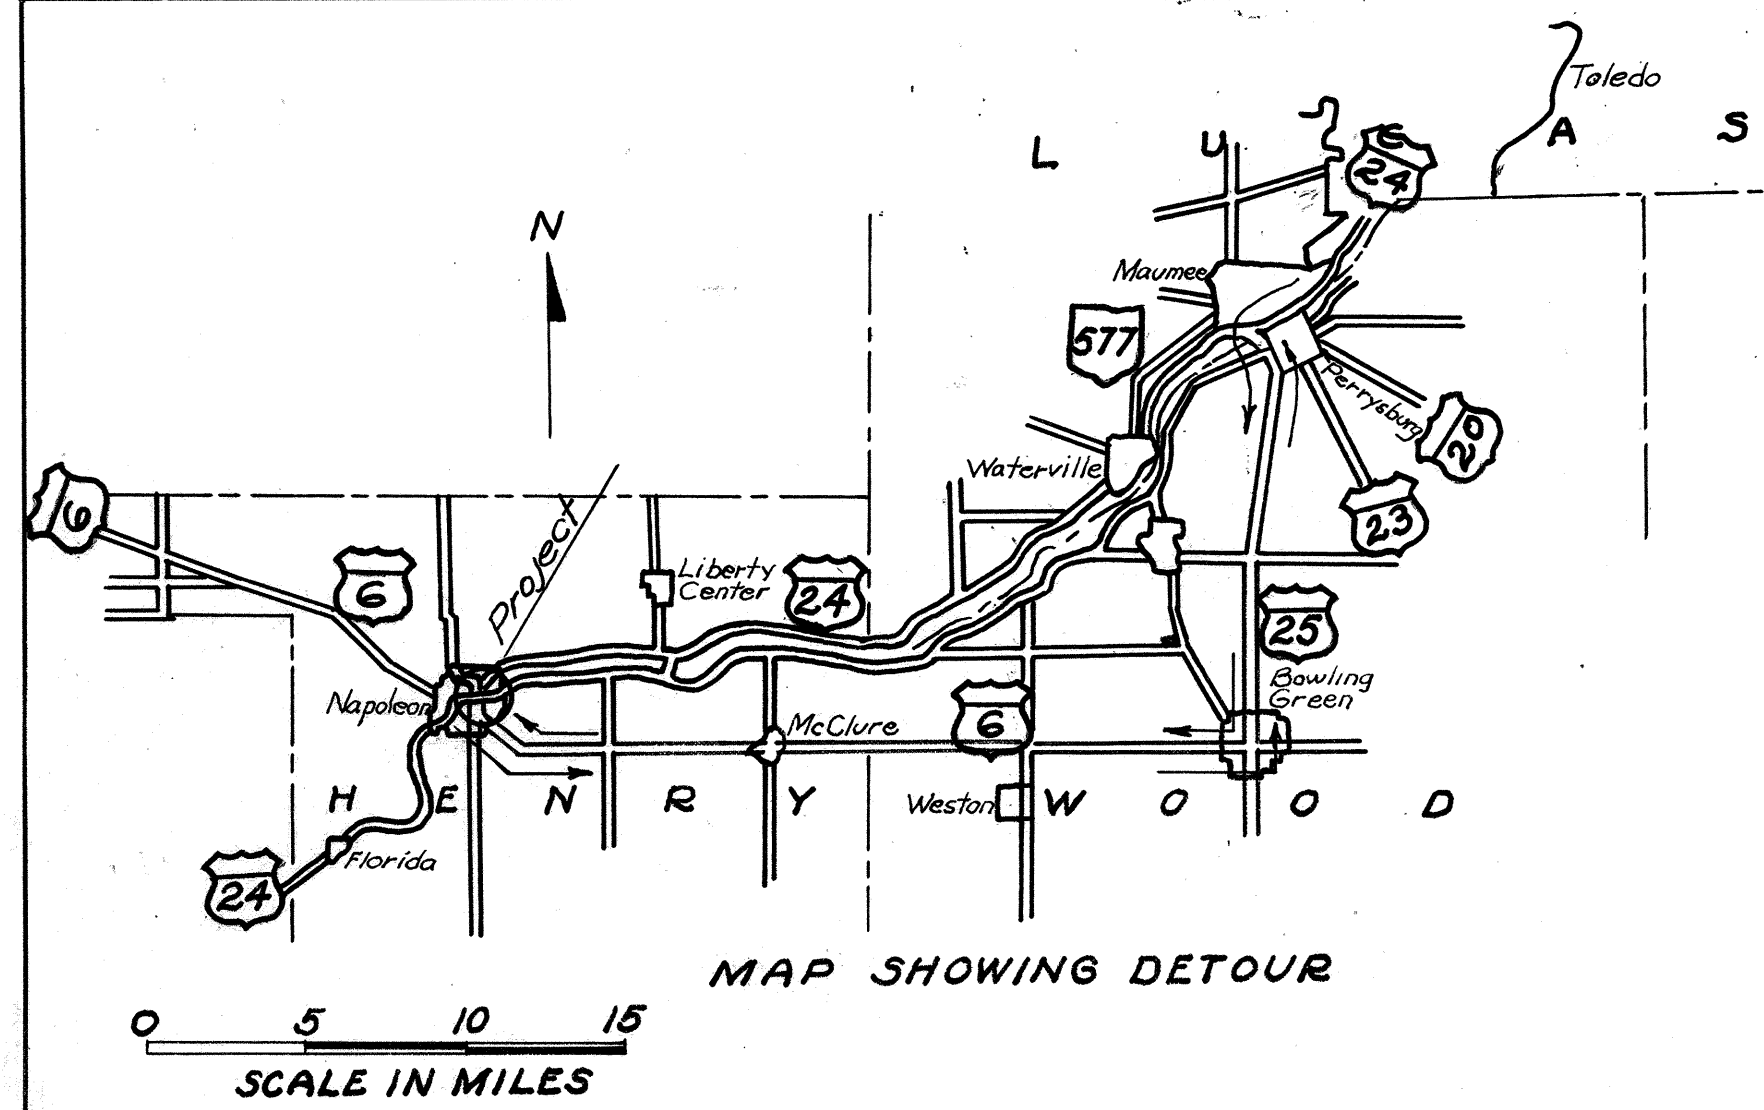 Toledo
L U C A S
24
N
Maumee
577
Perrysburg
20
Waterville
6
23
Project
6
Liberty
Center
24
25
Bowling
Green
Napoleon
McClure
6
H E N R Y
Weston
W O O D
Florida
24
MAP SHOWING DETOUR
0 5 10 15
SCALE IN MILES